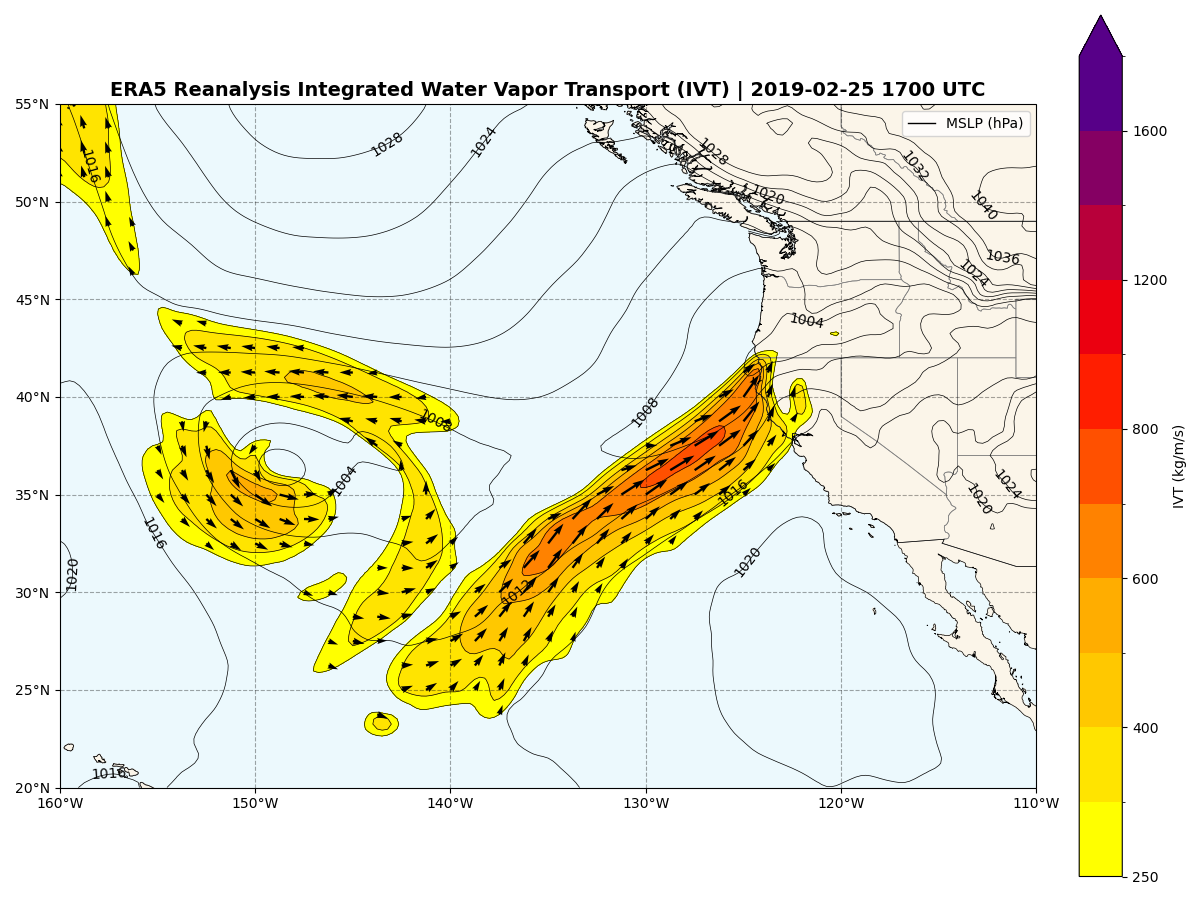 ERA5 Reanalysis Integrated Water Vapor Transport (IVT) | 2019-02-25 1700 UTC
MSLP (hPa)
55°N
50°N
45°N
40°N
35°N
30°N
25°N
20°N
160°W
150°W
140°W
130°W
120°W
110°W
1028
1024
1028
1032
1020
1040
1036
1024
1016
1004
1008
1008
1004
1016
1016
1024
1020
1020
1020
1012
1016
1600
1200
800
600
400
250
IVT (kg/m/s)